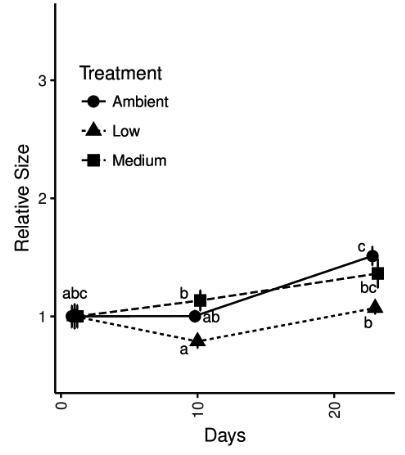 3
2
1
Relative Size
Treatment
Ambient
Low
Medium
abc
b
ab
a
c
bc
b
0
10
20
Days